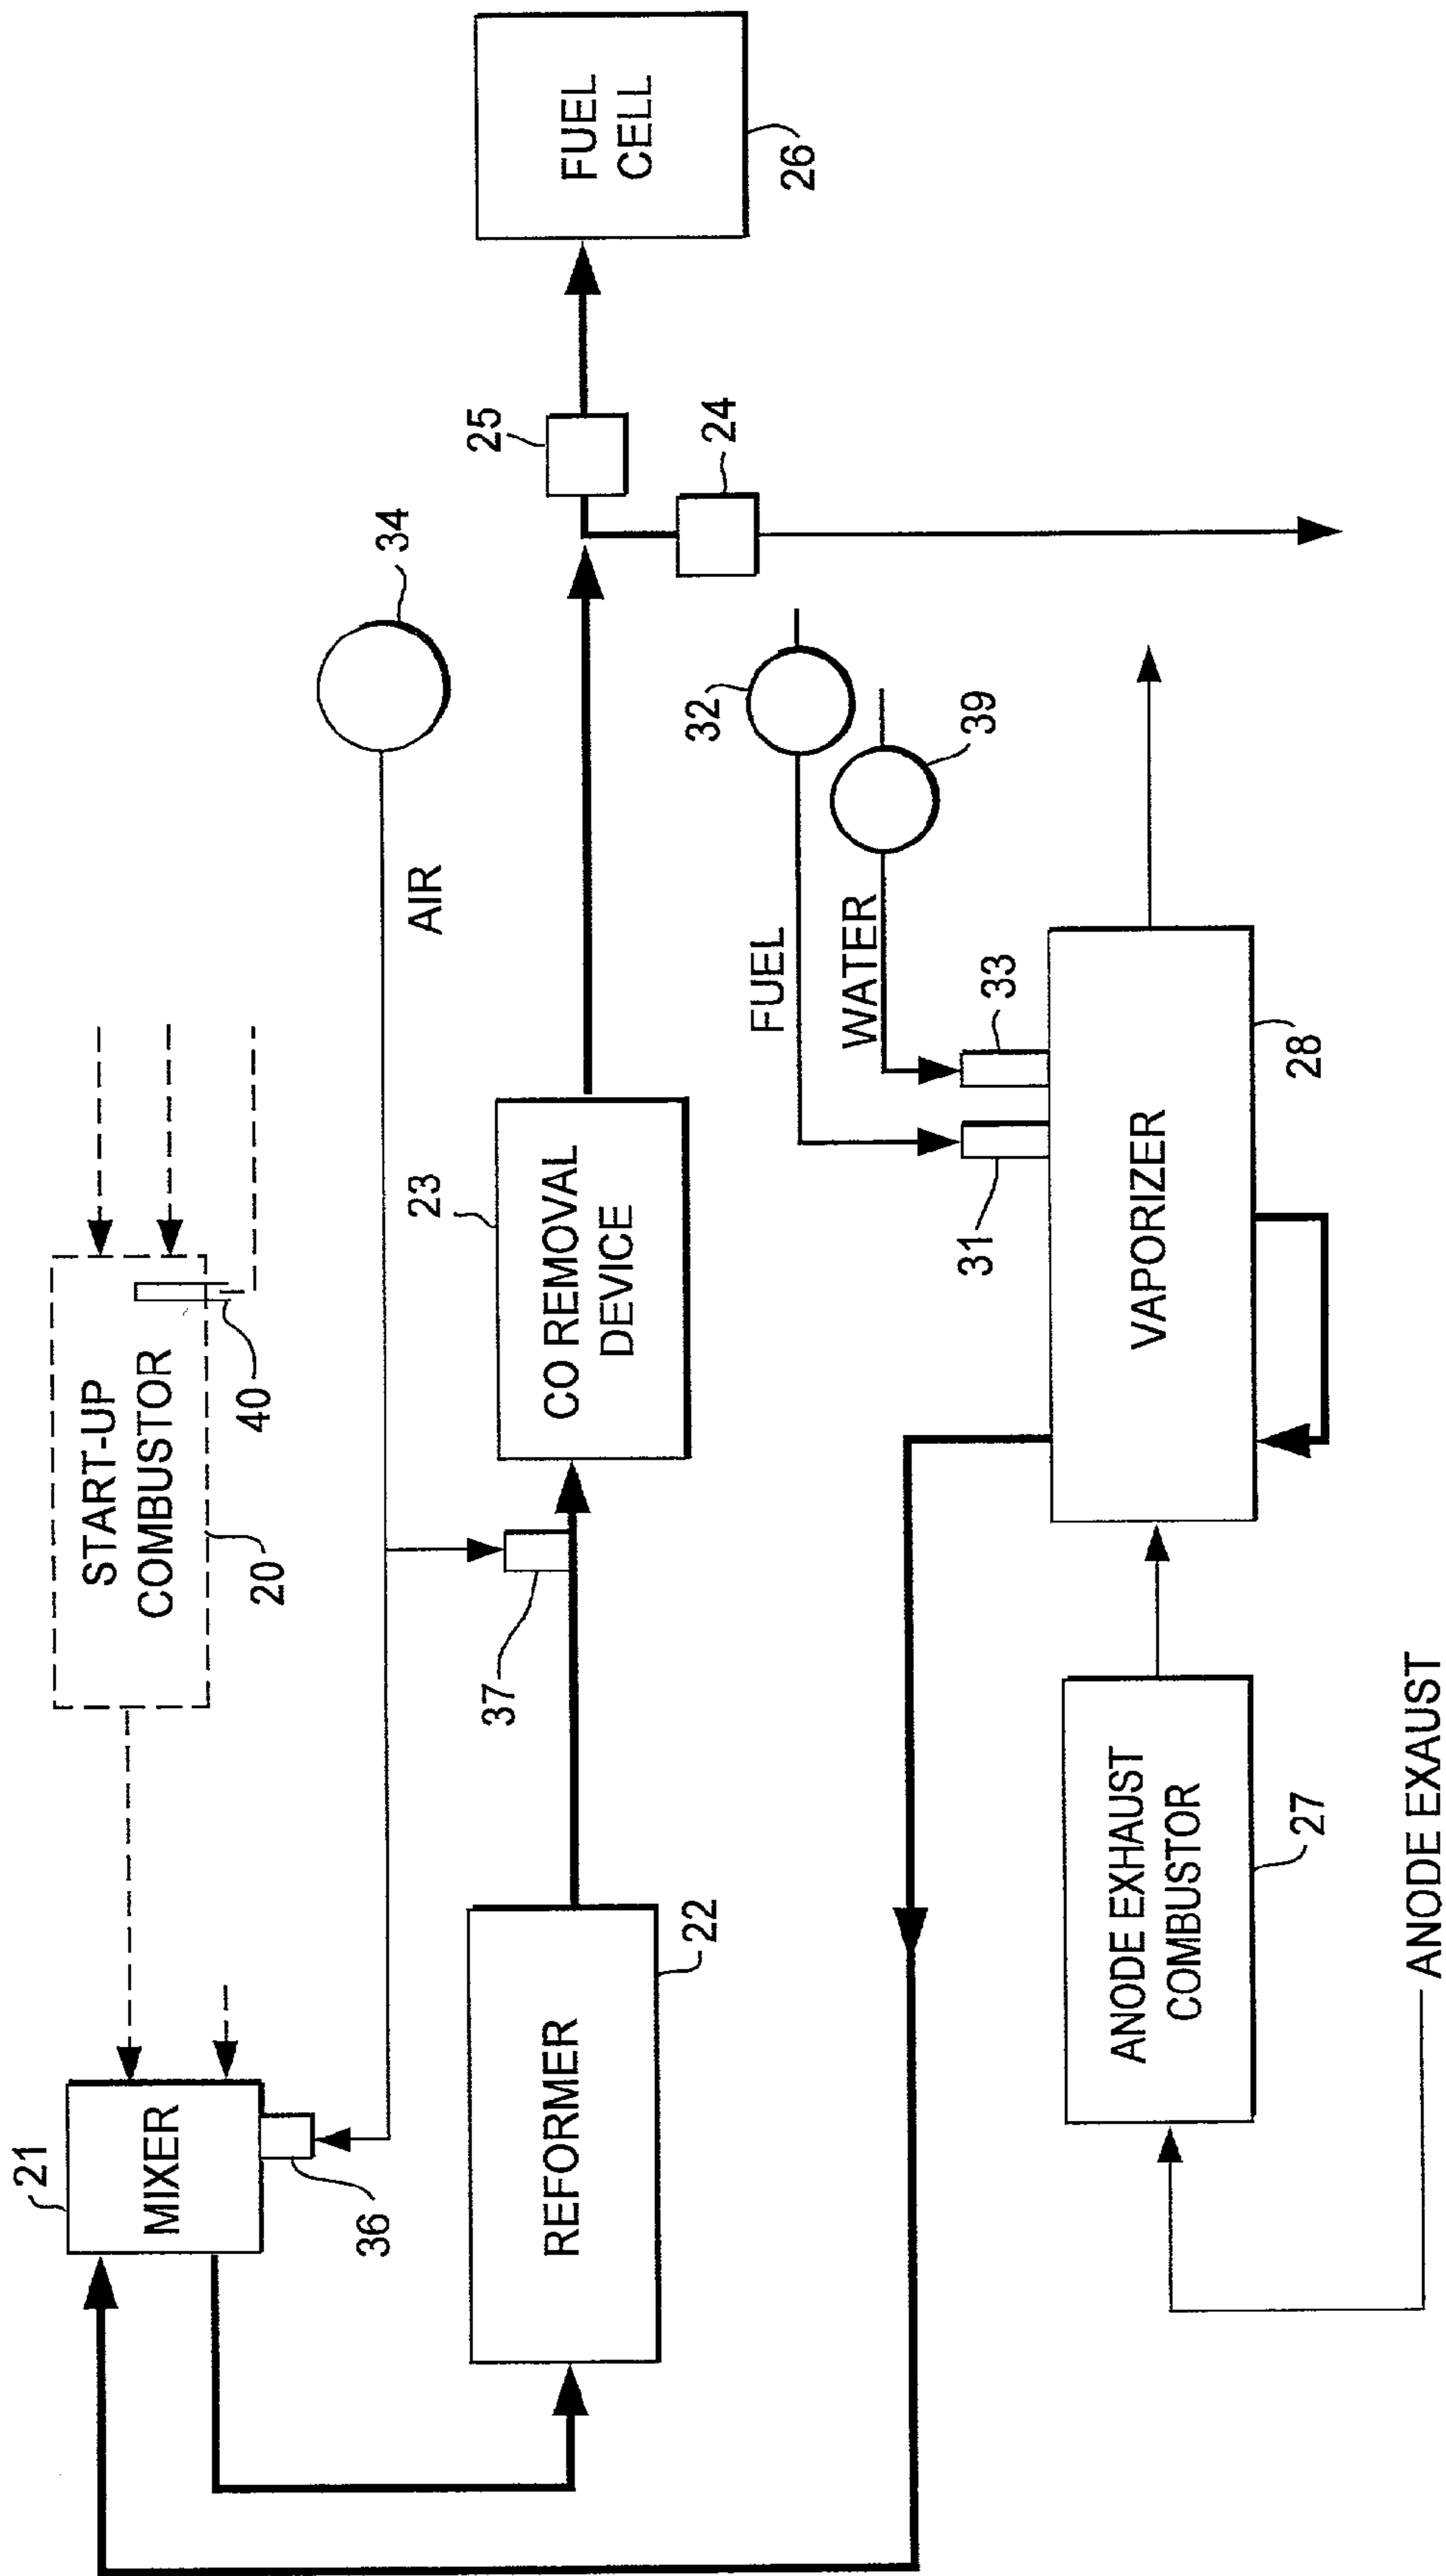 START-UP
COMBUSTOR
20
40
21
MIXER
36
34
AIR
REFORMER
22
37
23
CO REMOVAL
DEVICE
25
24
FUEL
CELL
26
32
FUEL
39
WATER
31
33
VAPORIZER
28
ANODE EXHAUST
COMBUSTOR
27
ANODE EXAUST